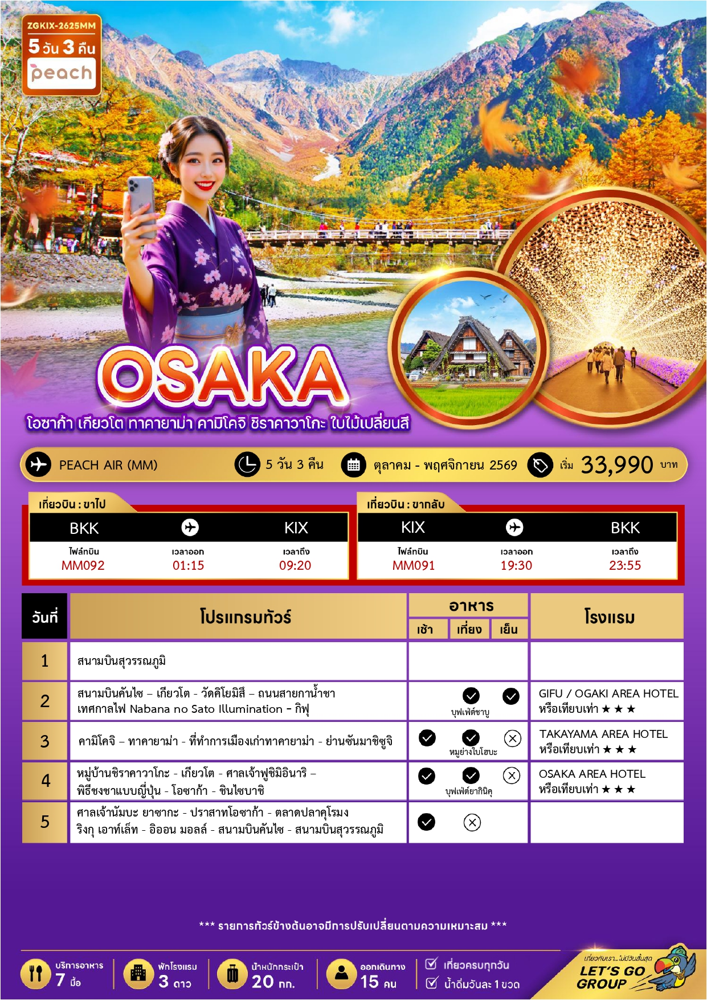 ZGKIX-2625MM
5 วัน 3 คืน
peach
OSAKA
โอซาก้า เกียวโต ทาคายาม่า คามิโคจิ ชิราคาวาโกะ ใบไม้เปลี่ยนสี
PEACH AIR (MM) 5 วัน 3 คืน ตุลาคม - พฤศจิกายน 2569 เริ่ม 33,990 บาท
เที่ยวบิน : ขาไป
BKK KIX
ไฟล์ทบิน เวลาออก เวลาถึง
MM092 01:15 09:20
เที่ยวบิน : ขากลับ
KIX BKK
ไฟล์ทบิน เวลาออก เวลาถึง
MM091 19:30 23:55
วันที่ โปรแกรมทัวร์ อาหาร โรงแรม
เช้า เที่ยง เย็น
1 สนามบินสุวรรณภูมิ
2 สนามบินคันไซ – เกียวโต - วัดคิโยมิสึ – ถนนสายกาน้ำชา
เทศกาลไฟ Nabana no Sato Illumination – กิฟุ
บุฟเฟ่ต์ชาบู
GIFU / OGAKI AREA HOTEL
หรือเทียบเท่า ★ ★ ★
3 คามิโคจิ – ทาคายาม่า - ที่ทำการเมืองเก่าทาคายาม่า - ย่านซันมาชิซูจิ
หมูย่างใบโฮบะ
TAKAYAMA AREA HOTEL
หรือเทียบเท่า ★ ★ ★
4 หมู่บ้านชิราคาวาโกะ - เกียวโต - ศาลเจ้าฟูชิมิอินาริ –
พิธีชงชาแบบญี่ปุ่น - โอซาก้า - ชินไซบาชิ
บุฟเฟ่ต์ยากินิคุ
OSAKA AREA HOTEL
หรือเทียบเท่า ★ ★ ★
5 ศาลเจ้านัมบะ ยาซากะ - ปราสาทโอซาก้า - ตลาดปลาคุโรมง
ริงกุ เอาท์เล็ท - อิออน มอลล์ - สนามบินคันไซ - สนามบินสุวรรณภูมิ
*** รายการทัวร์ข้างต้นอาจมีการปรับเปลี่ยนตามความเหมาะสม ***
บริการอาหาร
7 มื้อ
พักโรงแรม
3 ดาว
น้ำหนักกระเป๋า
20 กก.
ออกเดินทาง
15 คน
เที่ยวครบทุกวัน
น้ำดื่มวันละ 1 ขวด
เที่ยวกับเรา...ไม่มีวันสิ้นสุด
LET'S GO
GROUP